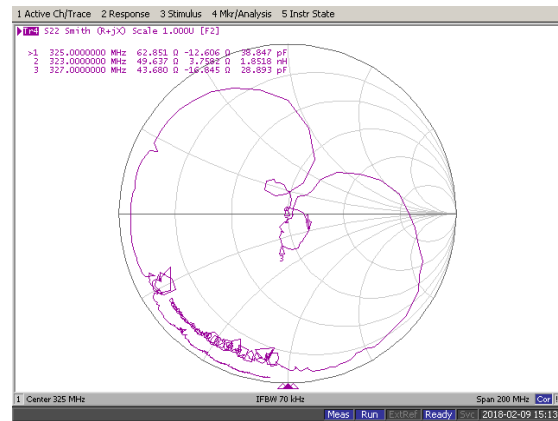 1 Active Ch/Trace 2 Response 3 Stimulus 4 Mkr/Analysis 5 Instr State
Tr4 S22 Smith (R+jX) Scale 1.000U [F2]
>1 325.0000000 MHz 62.851 Ω -12.606 Ω 38.847 pF
2 323.0000000 MHz 49.637 Ω 3.7582 Ω 1.8518 nH
3 327.0000000 MHz 43.680 Ω -16.845 Ω 28.893 pF
3
1 Center 325 MHz IFBW 70 kHz Span 200 MHz Cor !
Meas Run ExtRef Ready Svc 2018-02-09 15:13